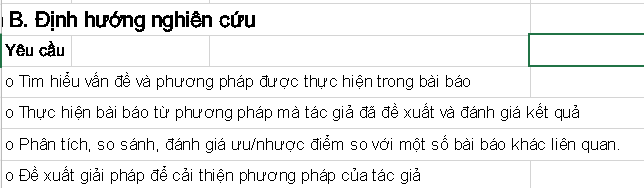 B. Định hướng nghiên cứu
Yêu cầu
o Tìm hiểu vấn đề và phương pháp được thực hiện trong bài báo
o Thực hiện bài báo từ phương pháp mà tác giả đã đề xuất và đánh giá kết quả
o Phân tích, so sánh, đánh giá ưu/nhược điểm so với một số bài báo khác liên quan.
o Đề xuất giải pháp để cải thiện phương pháp của tác giả